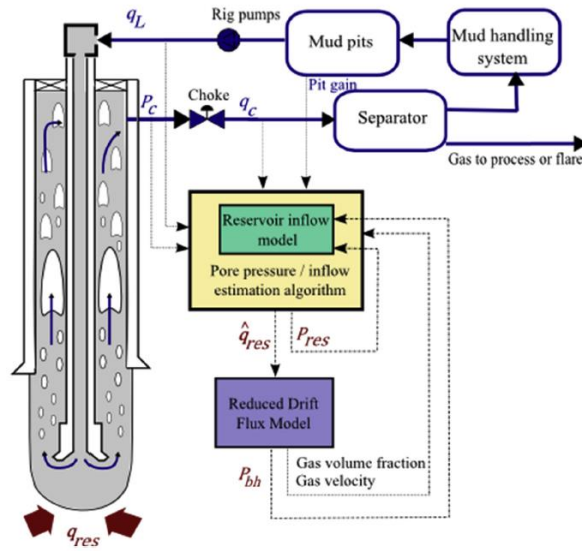 q_L
Rig pumps
Mud pits
Mud handling
system
Pit gain
P_c
Choke
q_c
Separator
Gas to process or flare
Reservoir inflow
model
Pore pressure / inflow
estimation algorithm
q̂_res
P_res
Reduced Drift
Flux Model
P_bh
Gas volume fraction
Gas velocity
q_res